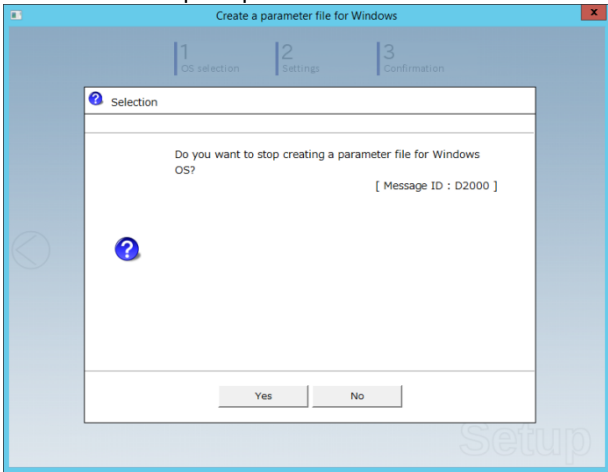 Create a parameter file for Windows
x
1
OS selection
2
Settings
3
Confirmation
? Selection
Do you want to stop creating a parameter file for Windows
OS?
[ Message ID : D2000 ]
?
Yes
No
Setup